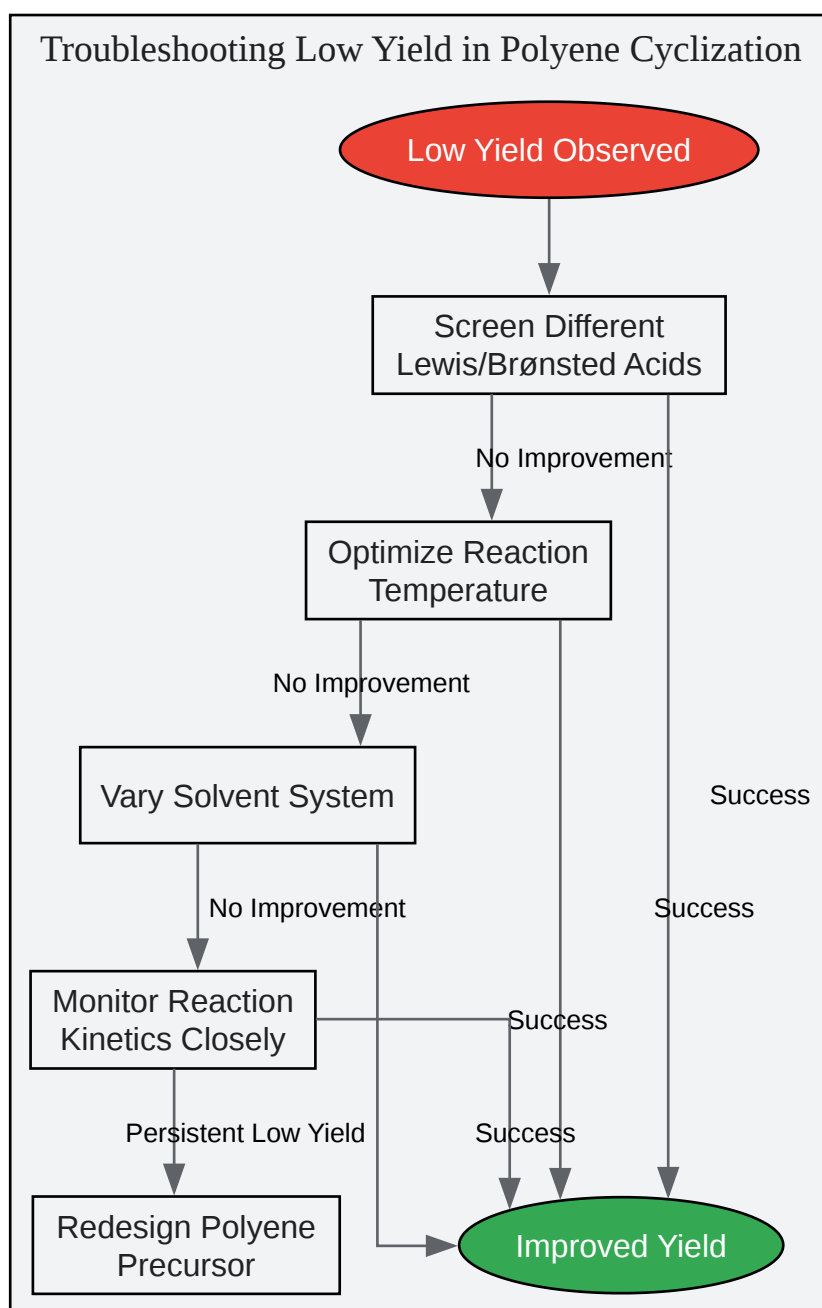 Troubleshooting Low Yield in Polyene Cyclization
Low Yield Observed
Screen Different
Lewis/Brønsted Acids
No Improvement
Optimize Reaction
Temperature
No Improvement
Vary Solvent System
Success
No Improvement
Success
Monitor Reaction
Kinetics Closely
Success
Persistent Low Yield
Success
Redesign Polyene
Precursor
Improved Yield